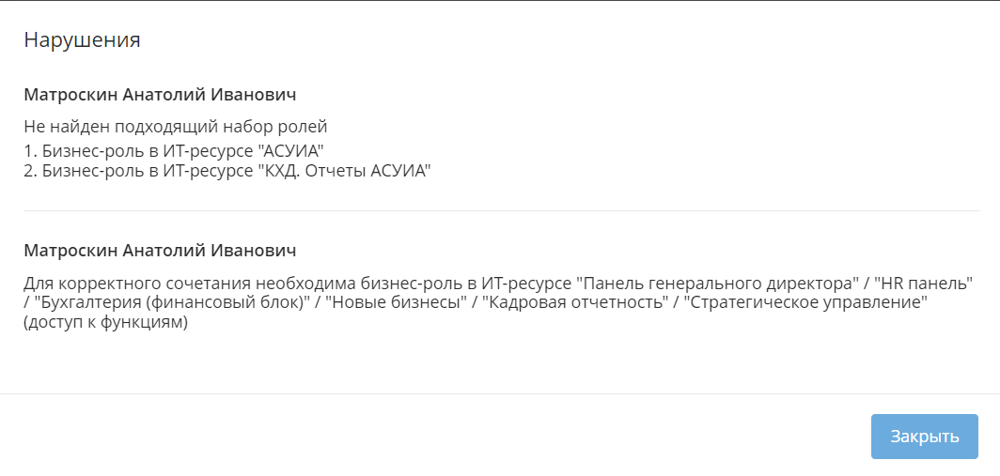 Нарушения
Матроскин Анатолий Иванович
Не найден подходящий набор ролей
1. Бизнес-роль в ИТ-ресурсе "АСУИА"
2. Бизнес-роль в ИТ-ресурсе "КХД. Отчеты АСУИА"
Матроскин Анатолий Иванович
Для корректного сочетания необходима бизнес-роль в ИТ-ресурсе "Панель генерального директора" / "HR панель"
/ "Бухгалтерия (финансовый блок)" / "Новые бизнесы" / "Кадровая отчетность" / "Стратегическое управление"
(доступ к функциям)
Закрыть